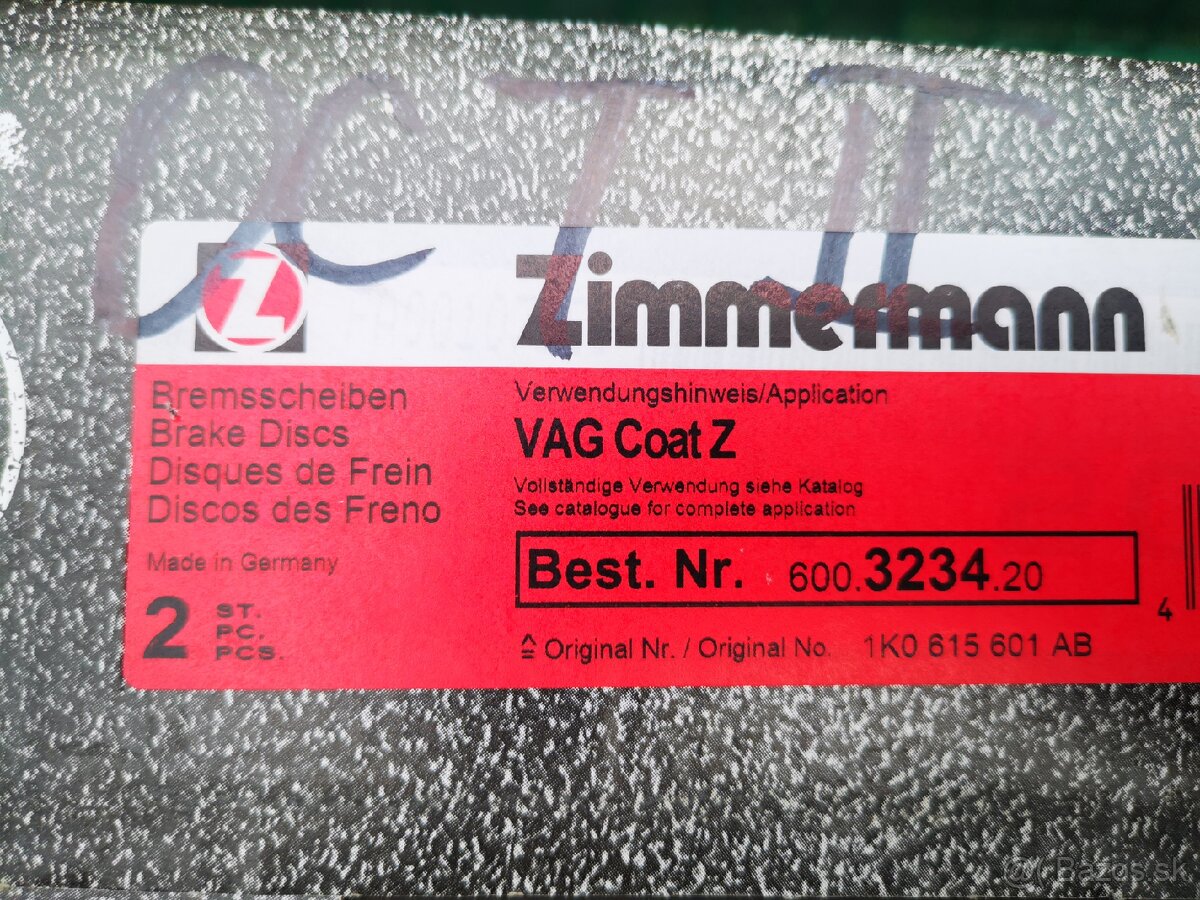 Z
Zimmermann
Bremsscheiben
Brake Discs
Disques de Frein
Discos des Freno
Made in Germany
2 ST.
PC.
PCS.
Verwendungshinweis/Application
VAG Coat Z
Vollständige Verwendung siehe Katalog
See catalogue for complete application
Best. Nr. 600.3234.20
≙ Original Nr. / Original No. 1K0 615 601 AB
4
Bazos.sk